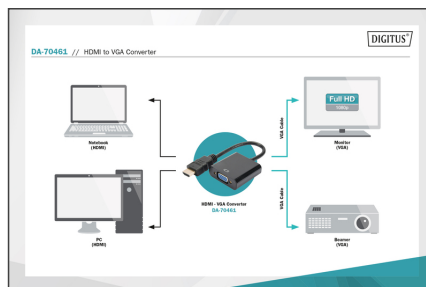 DIGITUS®
DA-70461 // HDMI to VGA Converter
Notebook
(HDMI)
VGA Cable
Full HD
1080p
Monitor
(VGA)
HDMI - VGA Converter
DA-70461
PC
(HDMI)
VGA Cable
Beamer
(VGA)